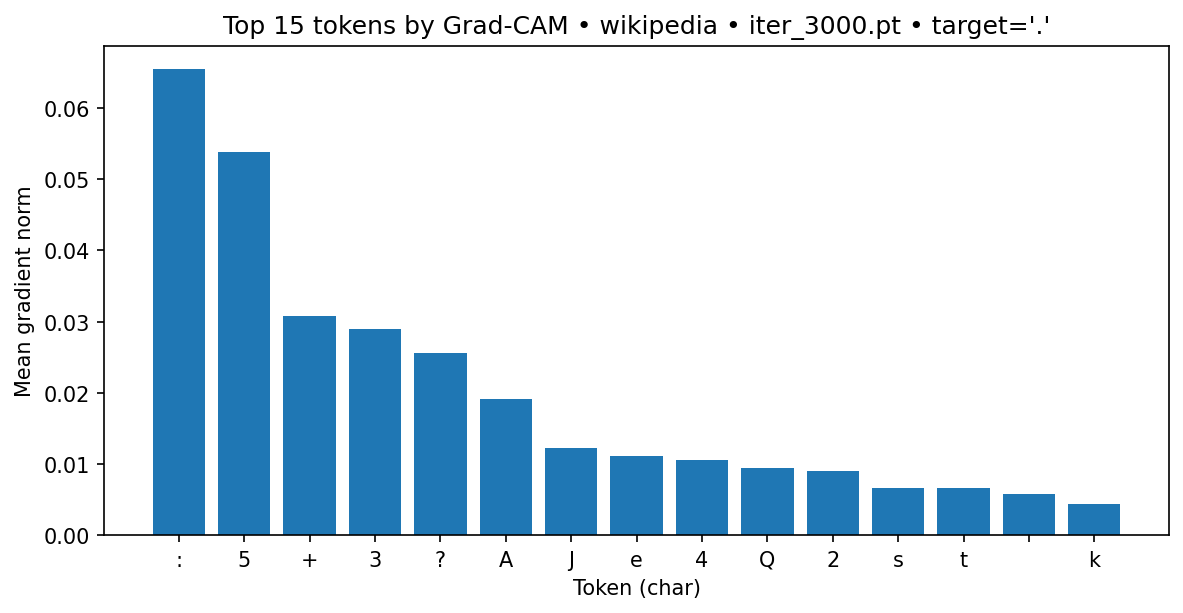 Top 15 tokens by Grad-CAM • wikipedia • iter_3000.pt • target='.'
Mean gradient norm
0.06
0.05
0.04
0.03
0.02
0.01
0.00
: 5 + 3 ? A J e 4 Q 2 s t k
Token (char)